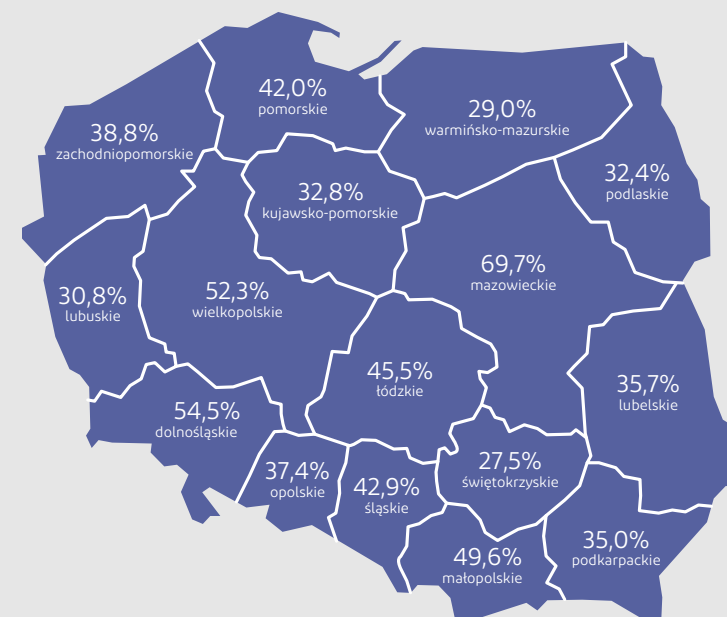 42,0%
pomorskie
29,0%
warmińsko-mazurskie
38,8%
zachodniopomorskie
32,4%
podlaskie
32,8%
kujawsko-pomorskie
69,7%
mazowieckie
30,8%
lubuskie
52,3%
wielkopolskie
45,5%
łódzkie
35,7%
lubelskie
54,5%
dolnośląskie
37,4%
opolskie
42,9%
śląskie
27,5%
świętokrzyskie
49,6%
małopolskie
35,0%
podkarpackie